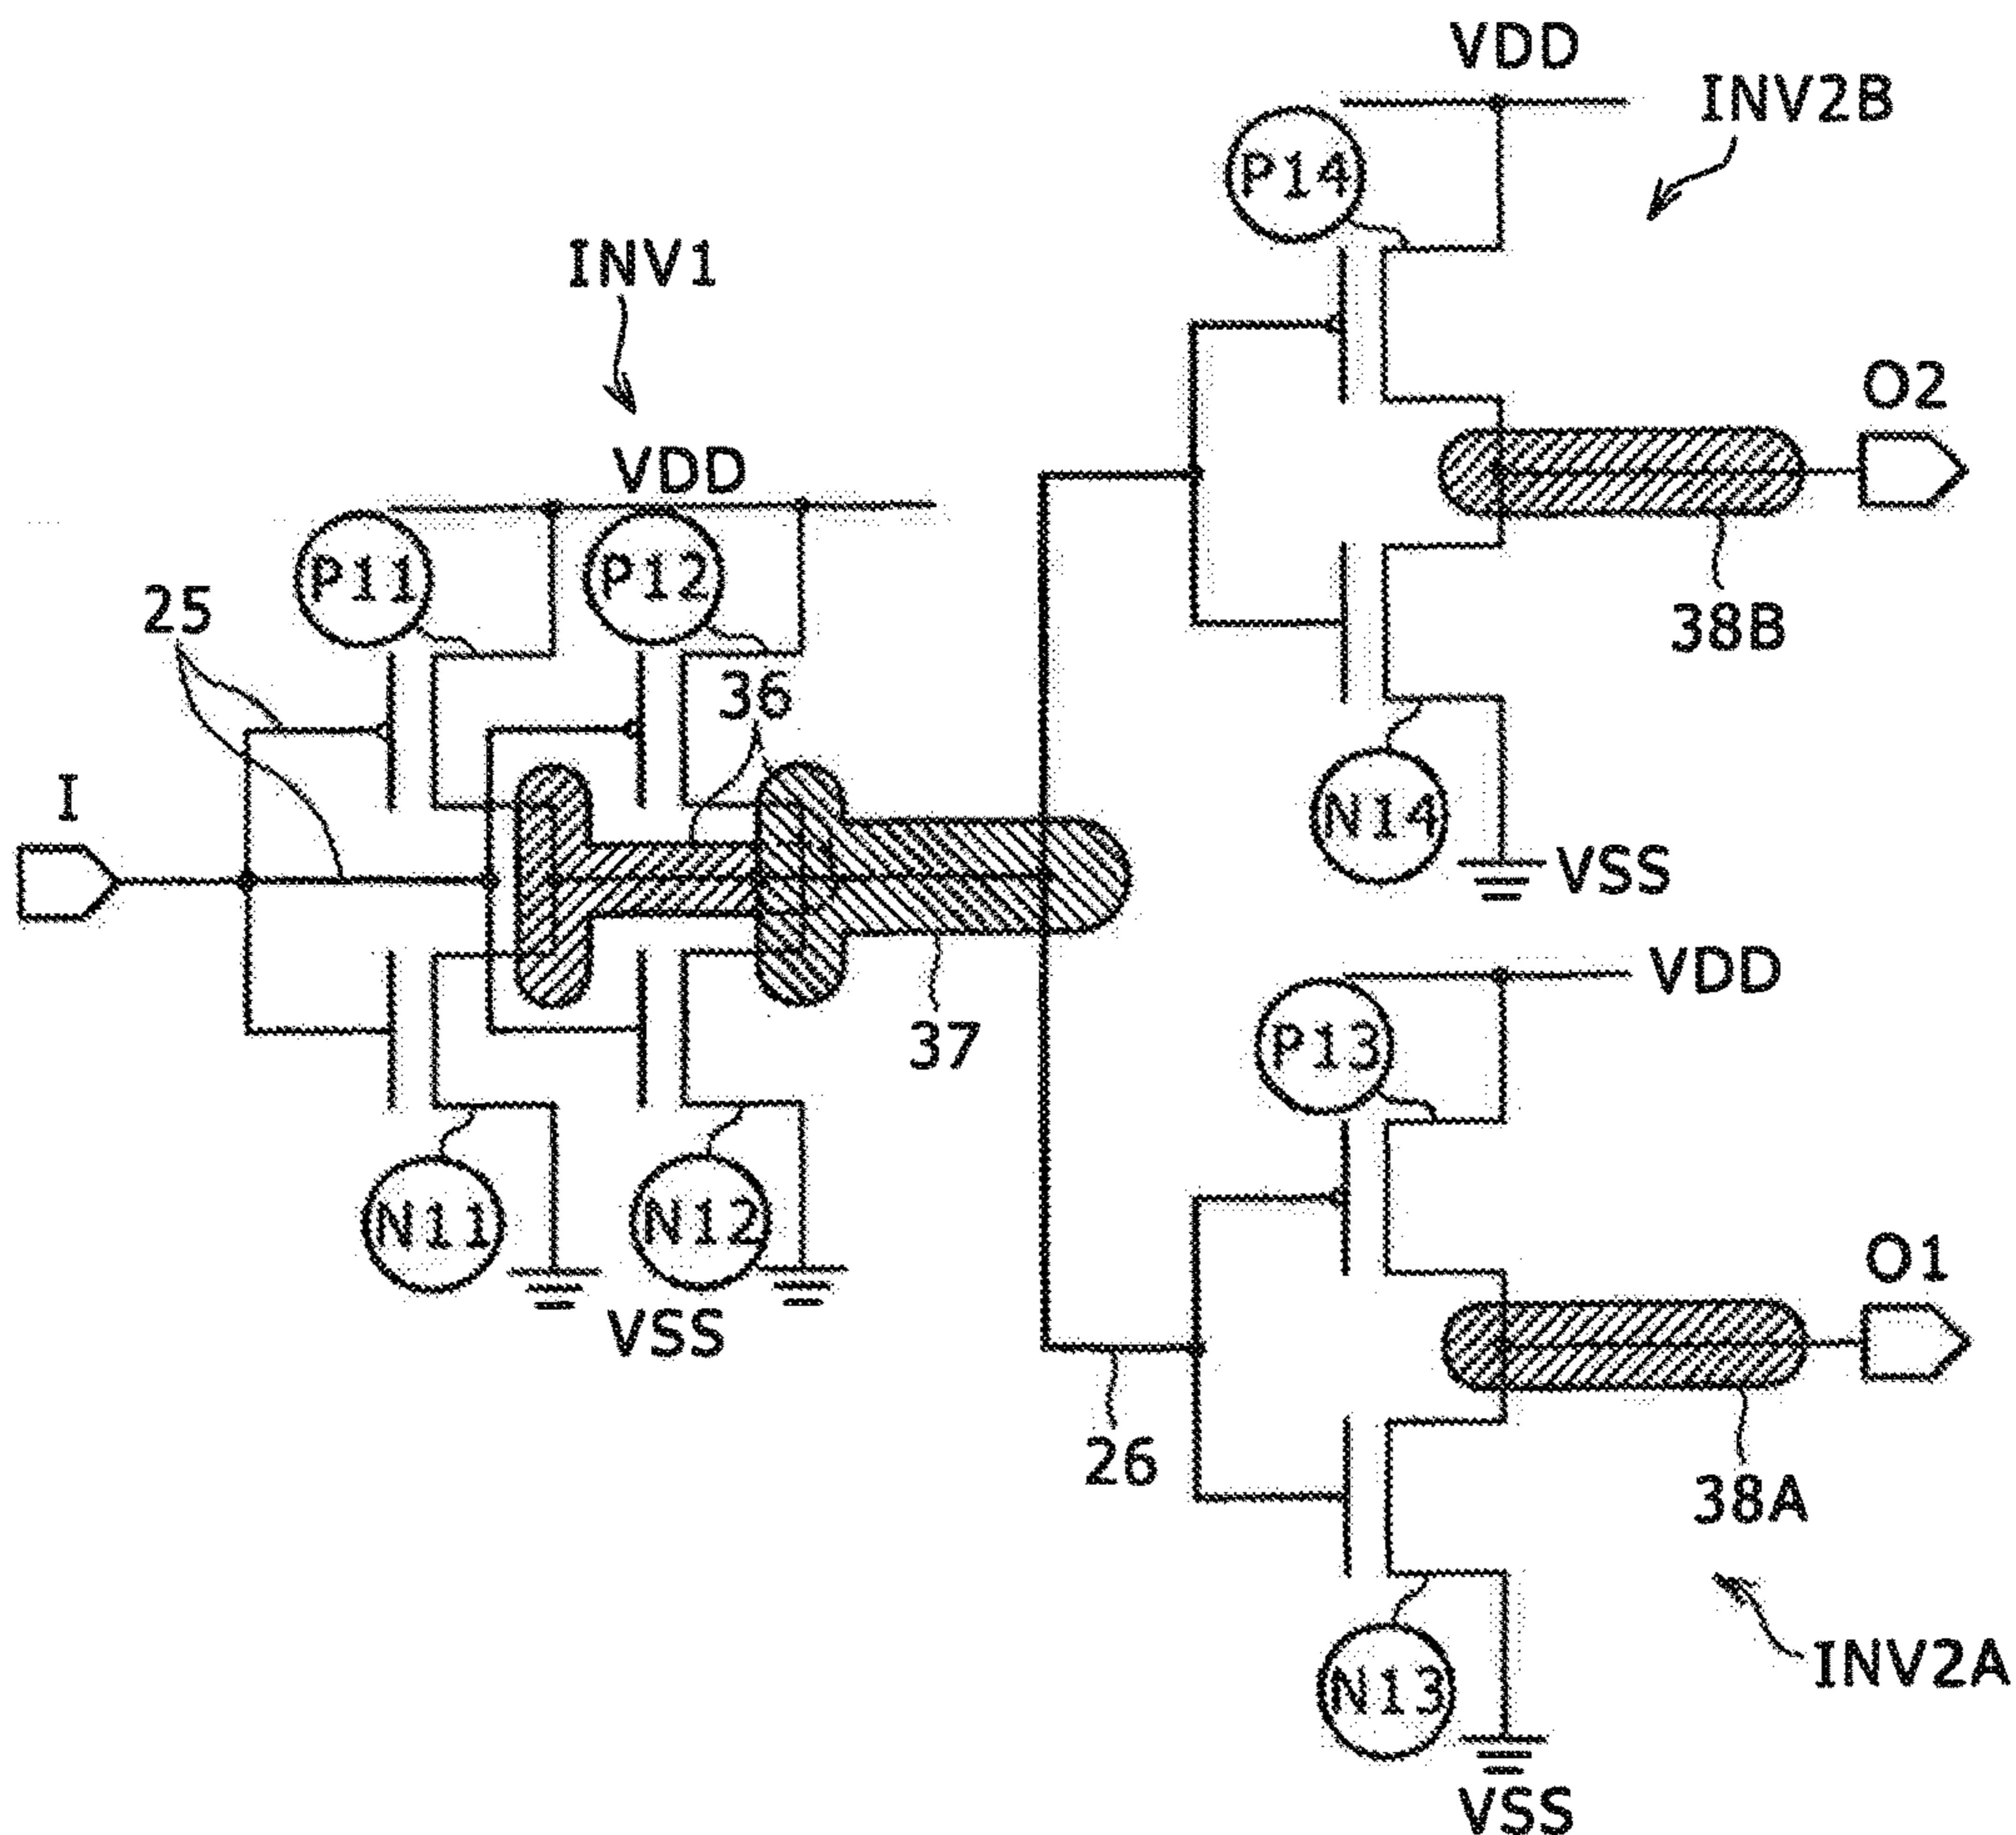 VDD
INV2B
P14
INV1
O2
VDD
P11
P12
25
38B
36
I
N14
VSS
VDD
37
P13
N11
N12
O1
VSS
26
38A
INV2A
N13
VSS